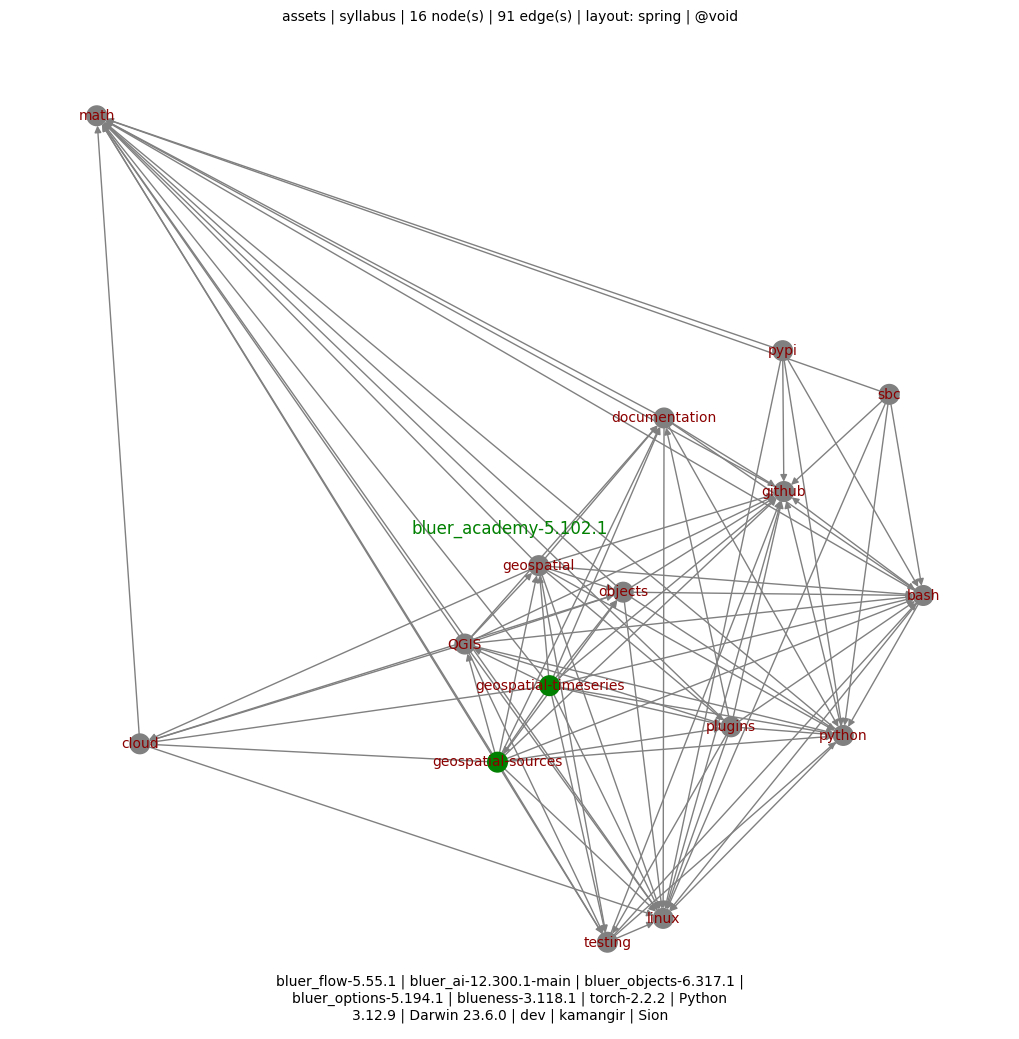 assets | syllabus | 16 node(s) | 91 edge(s) | layout: spring | @void
math
pypi
sbc
documentation
github
bluer_academy-5.102.1
geospatial
objects
bash
QGIS
geospatial-timeseries
plugins
python
cloud
geospatial-sources
linux
testing
bluer_flow-5.55.1 | bluer_ai-12.300.1-main | bluer_objects-6.317.1 |
bluer_options-5.194.1 | blueness-3.118.1 | torch-2.2.2 | Python
3.12.9 | Darwin 23.6.0 | dev | kamangir | Sion